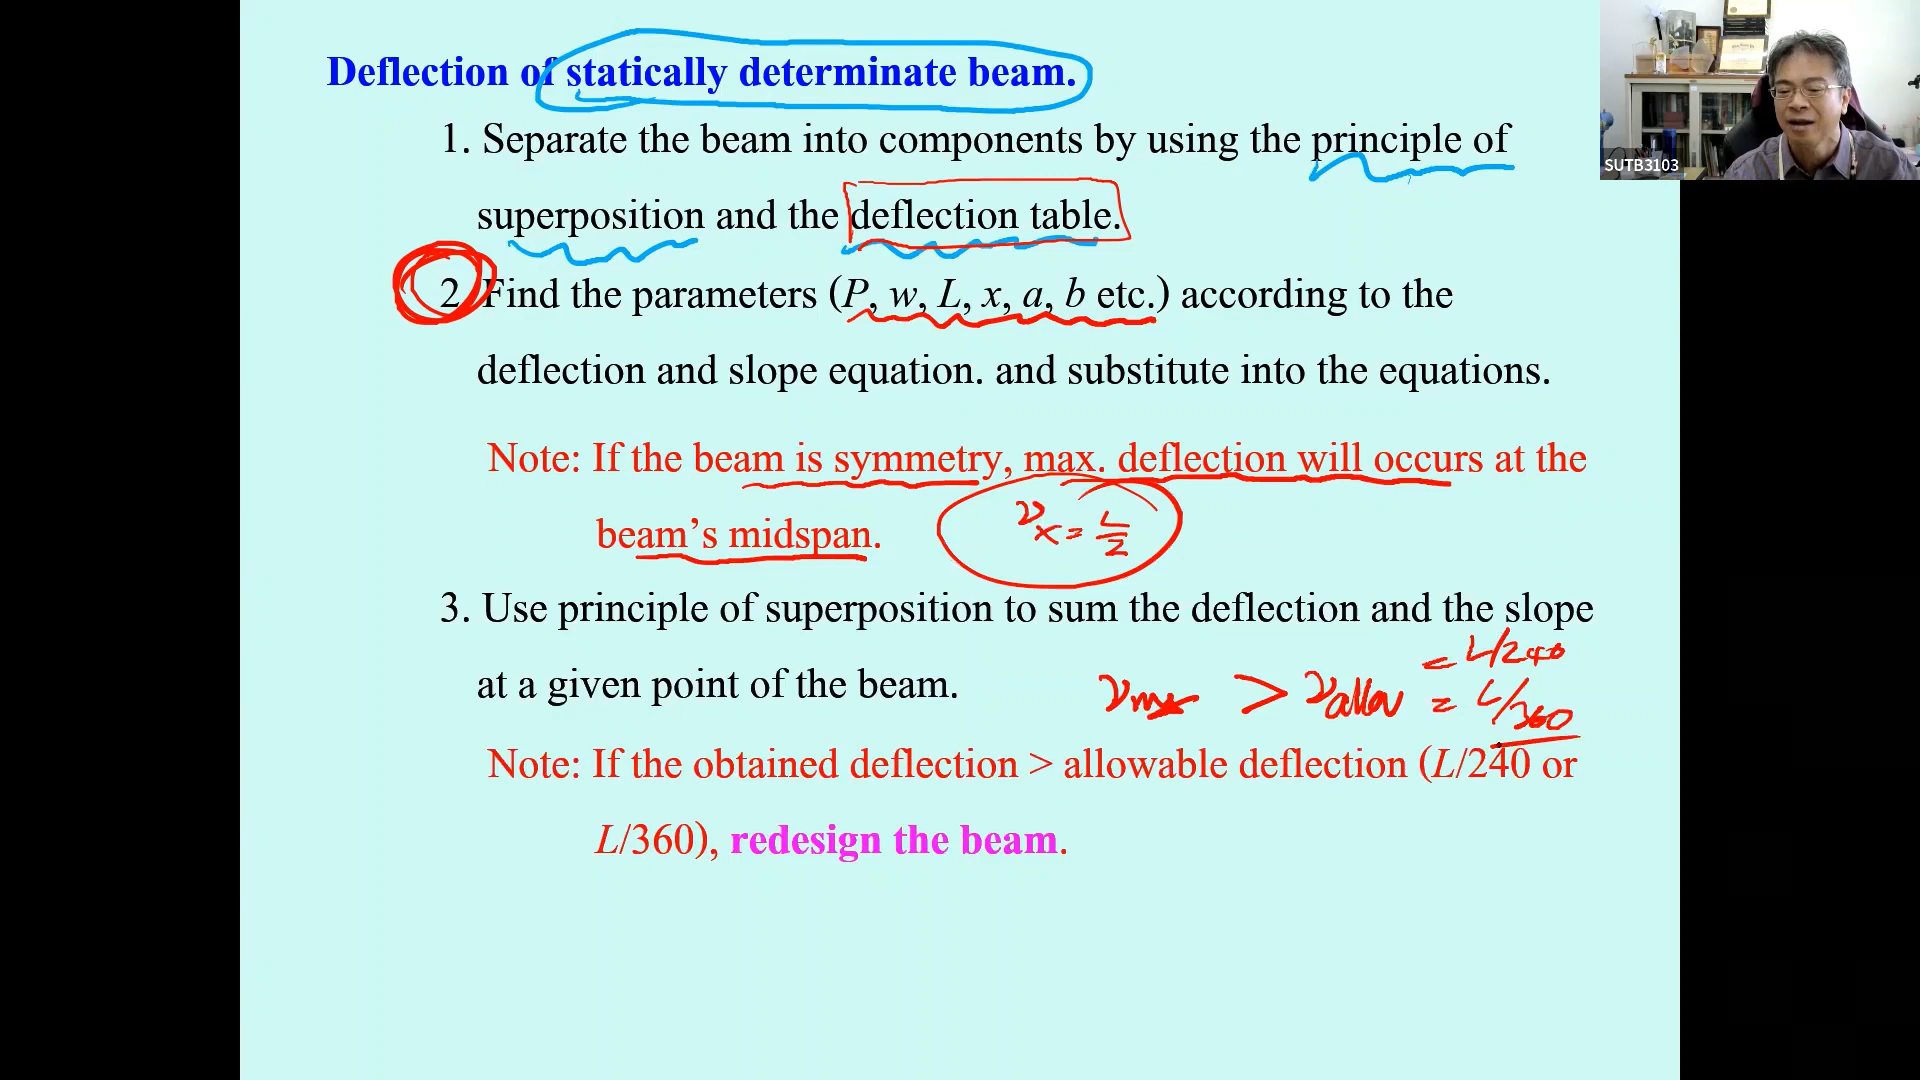 Deflection of statically determinate beam.
1. Separate the beam into components by using the principle of
superposition and the deflection table.
2. Find the parameters (P, w, L, x, a, b etc.) according to the
deflection and slope equation. and substitute into the equations.
Note: If the beam is symmetry, max. deflection will occurs at the
beam’s midspan.
νx = L/2
3. Use principle of superposition to sum the deflection and the slope
= L/240
at a given point of the beam.
νmax > νallow = L/360
Note: If the obtained deflection > allowable deflection (L/240 or
L/360), redesign the beam.
SUTB3103